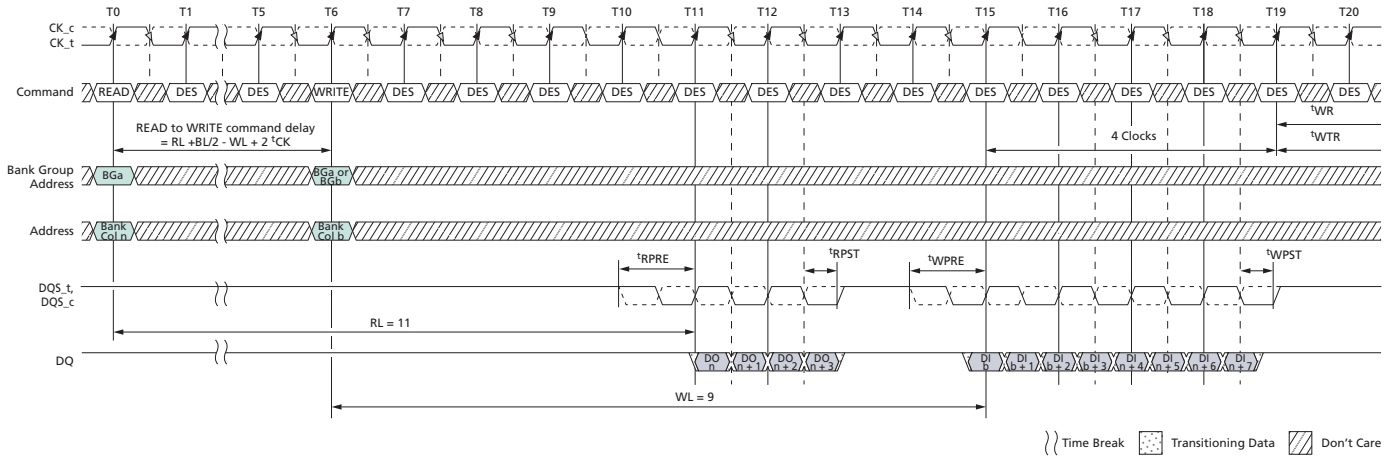 T0 T1 T5 T6 T7 T8 T9 T10 T11 T12 T13 T14 T15 T16 T17 T18 T19 T20
CK_c
CK_t
Command READ DES DES WRITE DES DES DES DES DES DES DES DES DES DES DES DES DES DES
tWR
READ to WRITE command delay
= RL +BL/2 - WL + 2 tCK
4 Clocks
tWTR
Bank Group
Address
BGa
BGa or
BGb
Address
Bank
Col n
Bank
Col b
tRPRE tRPST tWPRE tWPST
DQS_t,
DQS_c
RL = 11
DQ
DO
n
DO
n + 1
DO
n + 2
DO
n + 3
DI
b
DI
b + 1
DI
b + 2
DI
b + 3
DI
n + 4
DI
n + 5
DI
n + 6
DI
n + 7
WL = 9
Time Break Transitioning Data Don't Care